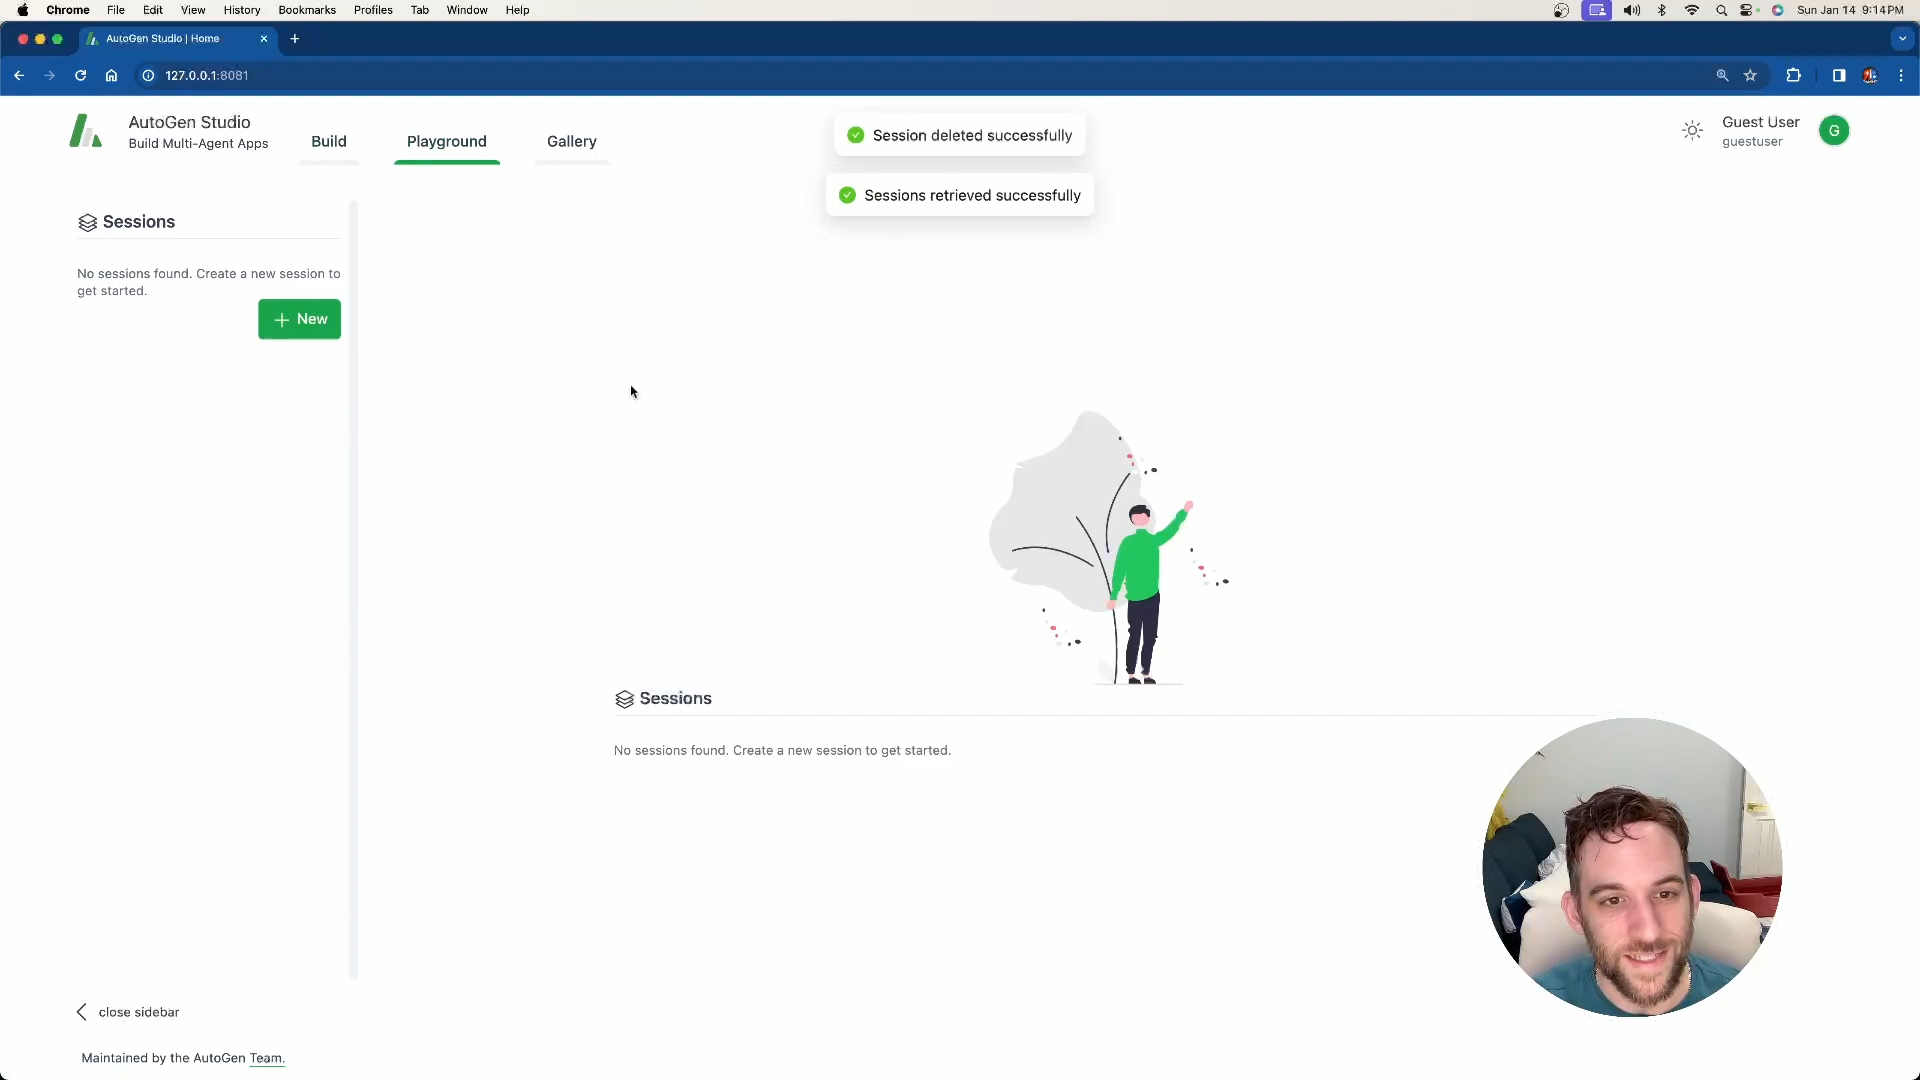 Chrome File Edit View History Bookmarks Profiles Tab Window Help Sun Jan 14 9:14 PM
AutoGen Studio | Home
127.0.0.1:8081
AutoGen Studio
Build Multi-Agent Apps
Build
Playground
Gallery
Session deleted successfully
Sessions retrieved successfully
Guest User
guestuser
G
Sessions
No sessions found. Create a new session to
get started.
New
Sessions
No sessions found. Create a new session to get started.
close sidebar
Maintained by the AutoGen Team.